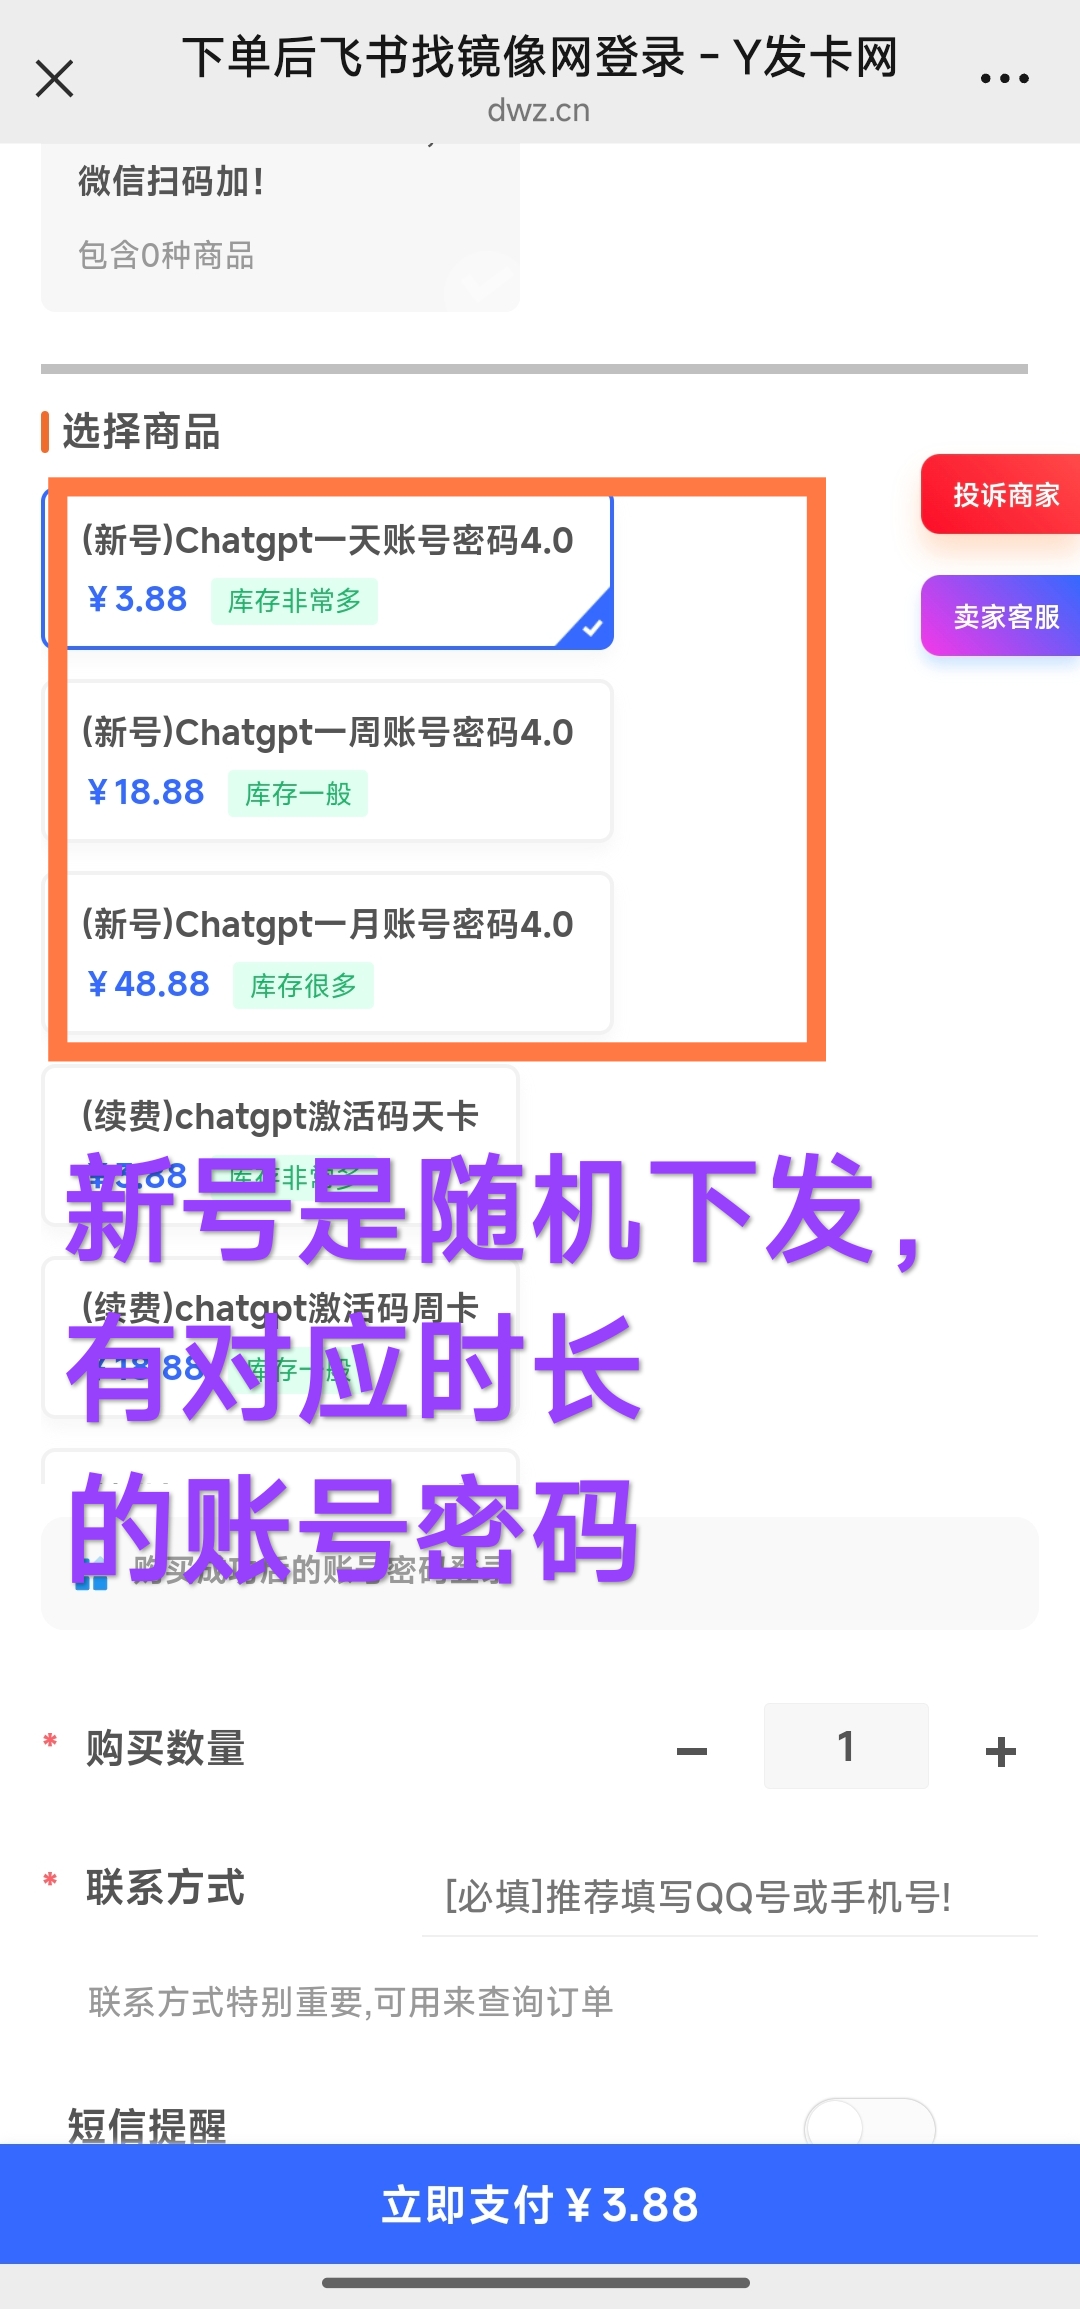 下单后飞书找镜像网登录 - Y发卡网
dwz.cn
微信扫码加!
包含0种商品
选择商品
投诉商家
(新号)Chatgpt一天账号密码4.0
¥3.88 库存非常多
卖家客服
(新号)Chatgpt一周账号密码4.0
¥18.88 库存一般
(新号)Chatgpt一月账号密码4.0
¥48.88 库存很多
(续费)chatgpt激活码天卡
¥3.88 库存非常多
新号是随机下发，
(续费)chatgpt激活码周卡
¥18.88 库存一般
有对应时长
的账号密码
购买成功后的账号密码登录
* 购买数量 1
* 联系方式 [必填]推荐填写QQ号或手机号!
联系方式特别重要,可用来查询订单
短信提醒
立即支付¥3.88